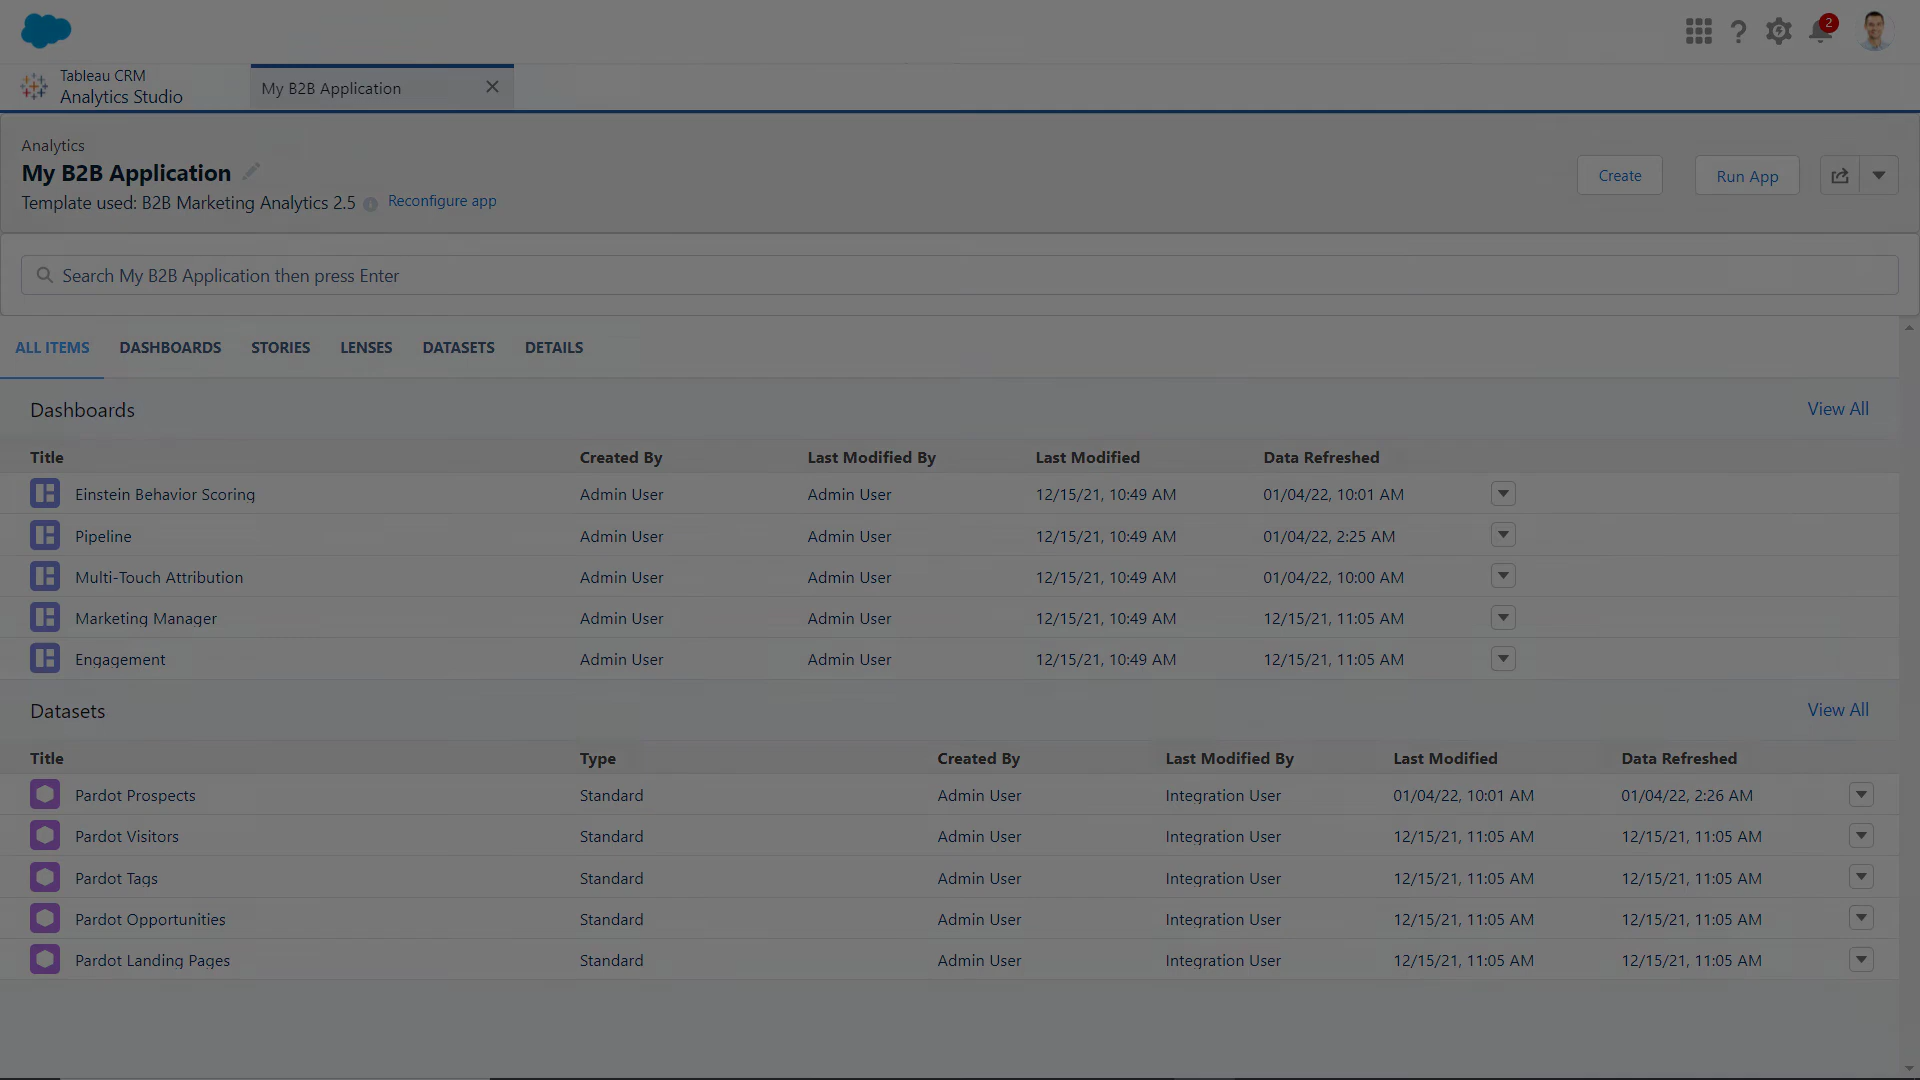 2
Tableau CRM
Analytics Studio
My B2B Application
Analytics
My B2B Application
Template used: B2B Marketing Analytics 2.5 Reconfigure app
Create Run App
Search My B2B Application then press Enter
ALL ITEMS DASHBOARDS STORIES LENSES DATASETS DETAILS
Dashboards View All
Title Created By Last Modified By Last Modified Data Refreshed
Einstein Behavior Scoring Admin User Admin User 12/15/21, 10:49 AM 01/04/22, 10:01 AM
Pipeline Admin User Admin User 12/15/21, 10:49 AM 01/04/22, 2:25 AM
Multi-Touch Attribution Admin User Admin User 12/15/21, 10:49 AM 01/04/22, 10:00 AM
Marketing Manager Admin User Admin User 12/15/21, 10:49 AM 12/15/21, 11:05 AM
Engagement Admin User Admin User 12/15/21, 10:49 AM 12/15/21, 11:05 AM
Datasets View All
Title Type Created By Last Modified By Last Modified Data Refreshed
Pardot Prospects Standard Admin User Integration User 01/04/22, 10:01 AM 01/04/22, 2:26 AM
Pardot Visitors Standard Admin User Integration User 12/15/21, 11:05 AM 12/15/21, 11:05 AM
Pardot Tags Standard Admin User Integration User 12/15/21, 11:05 AM 12/15/21, 11:05 AM
Pardot Opportunities Standard Admin User Integration User 12/15/21, 11:05 AM 12/15/21, 11:05 AM
Pardot Landing Pages Standard Admin User Integration User 12/15/21, 11:05 AM 12/15/21, 11:05 AM